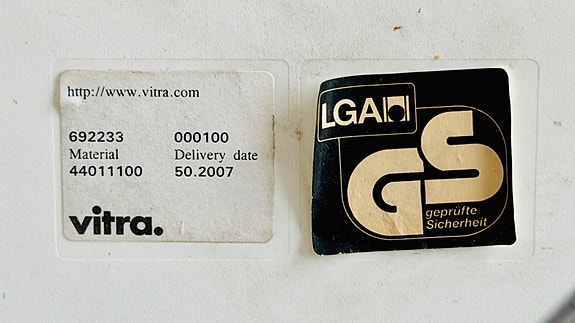 http://www.vitra.com
692233 000100
Material Delivery date
44011100 50.2007
vitra.
LGA
GS
geprüfte
Sicherheit